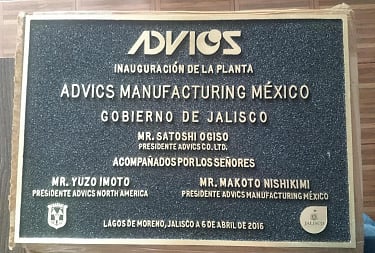 ADVICS
INAUGURACIÓN DE LA PLANTA
ADVICS MANUFACTURING MÉXICO
GOBIERNO DE JALISCO
MR. SATOSHI OGISO
PRESIDENTE ADVICS CO., LTD.
ACOMPAÑADOS POR LOS SEÑORES
MR. YUZO IMOTO
PRESIDENTE ADVICS NORTH AMERICA
MR. MAKOTO NISHIKIMI
PRESIDENTE ADVICS MANUFACTURING MÉXICO
JALISCO
LAGOS DE MORENO, JALISCO A 6 DE ABRIL DE 2016